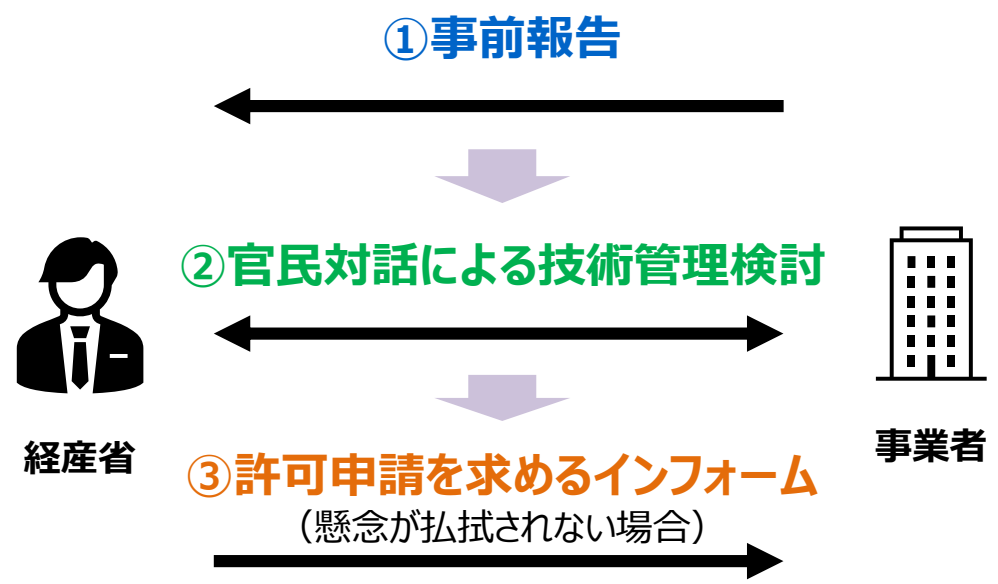 ①事前報告
②官民対話による技術管理検討
経産省
事業者
③許可申請を求めるインフォーム
（懸念が払拭されない場合）